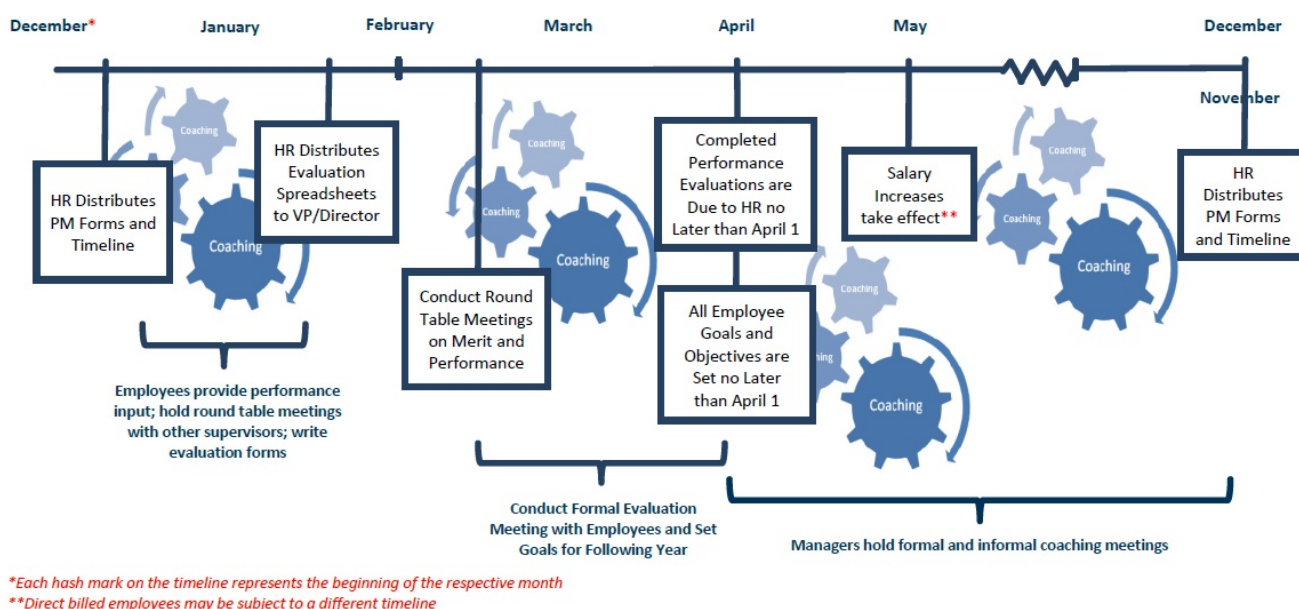 December*
January
February
March
April
May
December
November
Coaching
Coaching
HR Distributes
PM Forms and
Timeline
HR Distributes
Evaluation
Spreadsheets
to VP/Director
Coaching
Coaching
Coaching
Conduct Round
Table Meetings
on Merit and
Performance
Completed
Performance
Evaluations are
Due to HR no
Later than April 1
All Employee
Goals and
Objectives are
Set no Later
than April 1
Coaching
Coaching
Salary
Increases
take effect**
Coaching
Coaching
Coaching
HR
Distributes
PM Forms
and Timeline
Employees provide performance
input; hold round table meetings
with other supervisors; write
evaluation forms
Conduct Formal Evaluation
Meeting with Employees and Set
Goals for Following Year
Managers hold formal and informal coaching meetings
*Each hash mark on the timeline represents the beginning of the respective month
**Direct billed employees may be subject to a different timeline